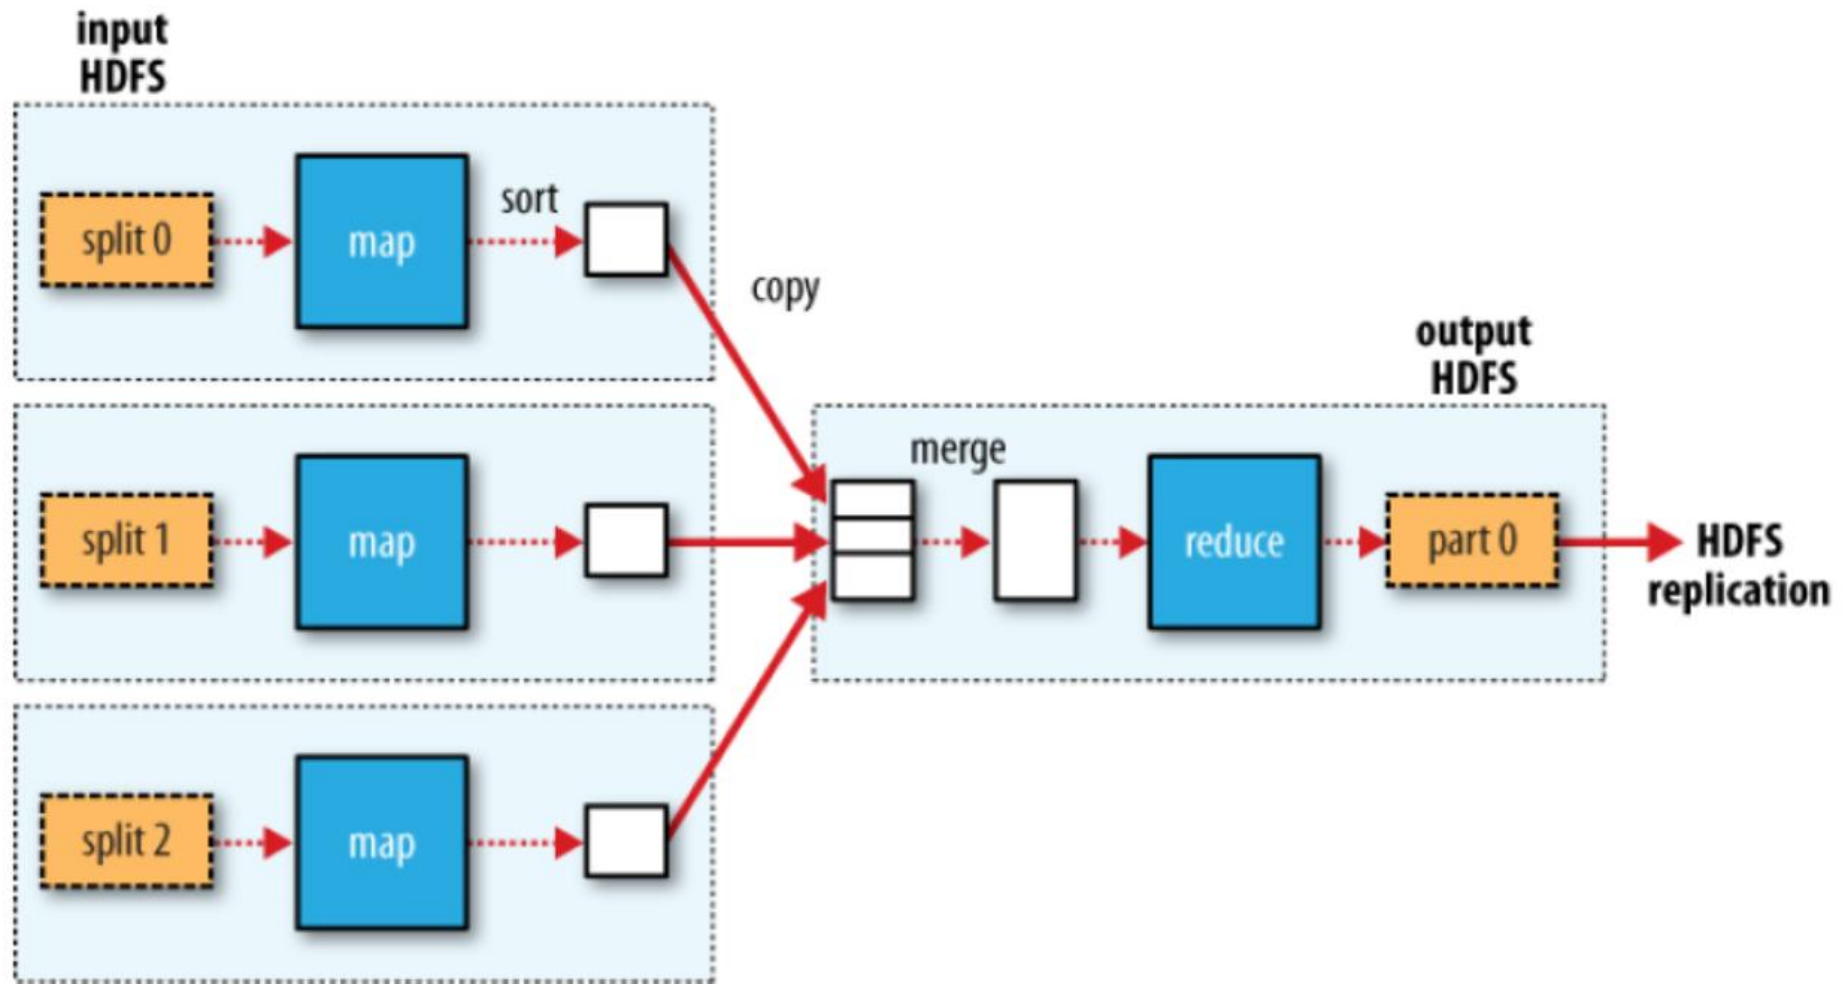 input
HDFS
split 0
map
sort
copy
split 1
map
split 2
map
output
HDFS
merge
reduce
part 0
HDFS
replication